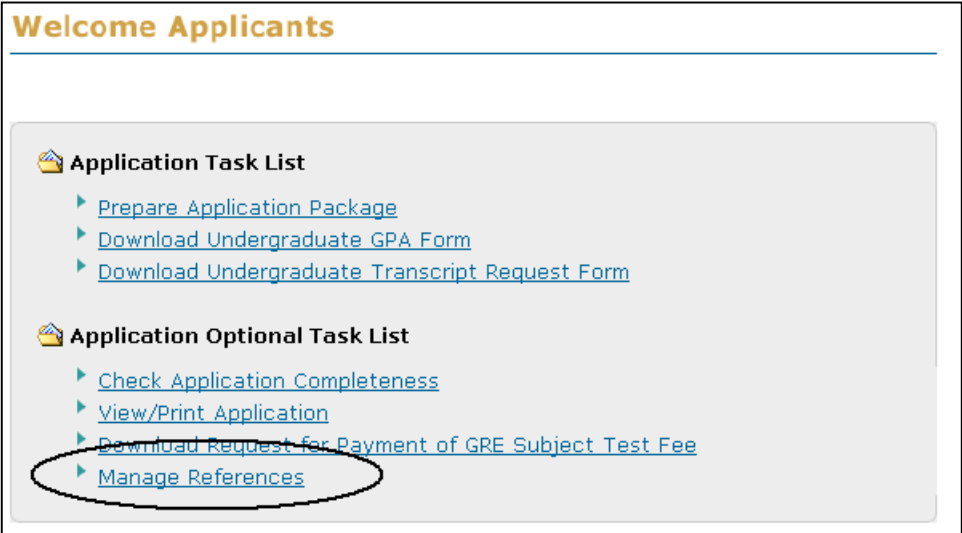 Welcome Applicants
Application Task List
Prepare Application Package
Download Undergraduate GPA Form
Download Undergraduate Transcript Request Form
Application Optional Task List
Check Application Completeness
View/Print Application
Download Request for Payment of GRE Subject Test Fee
Manage References